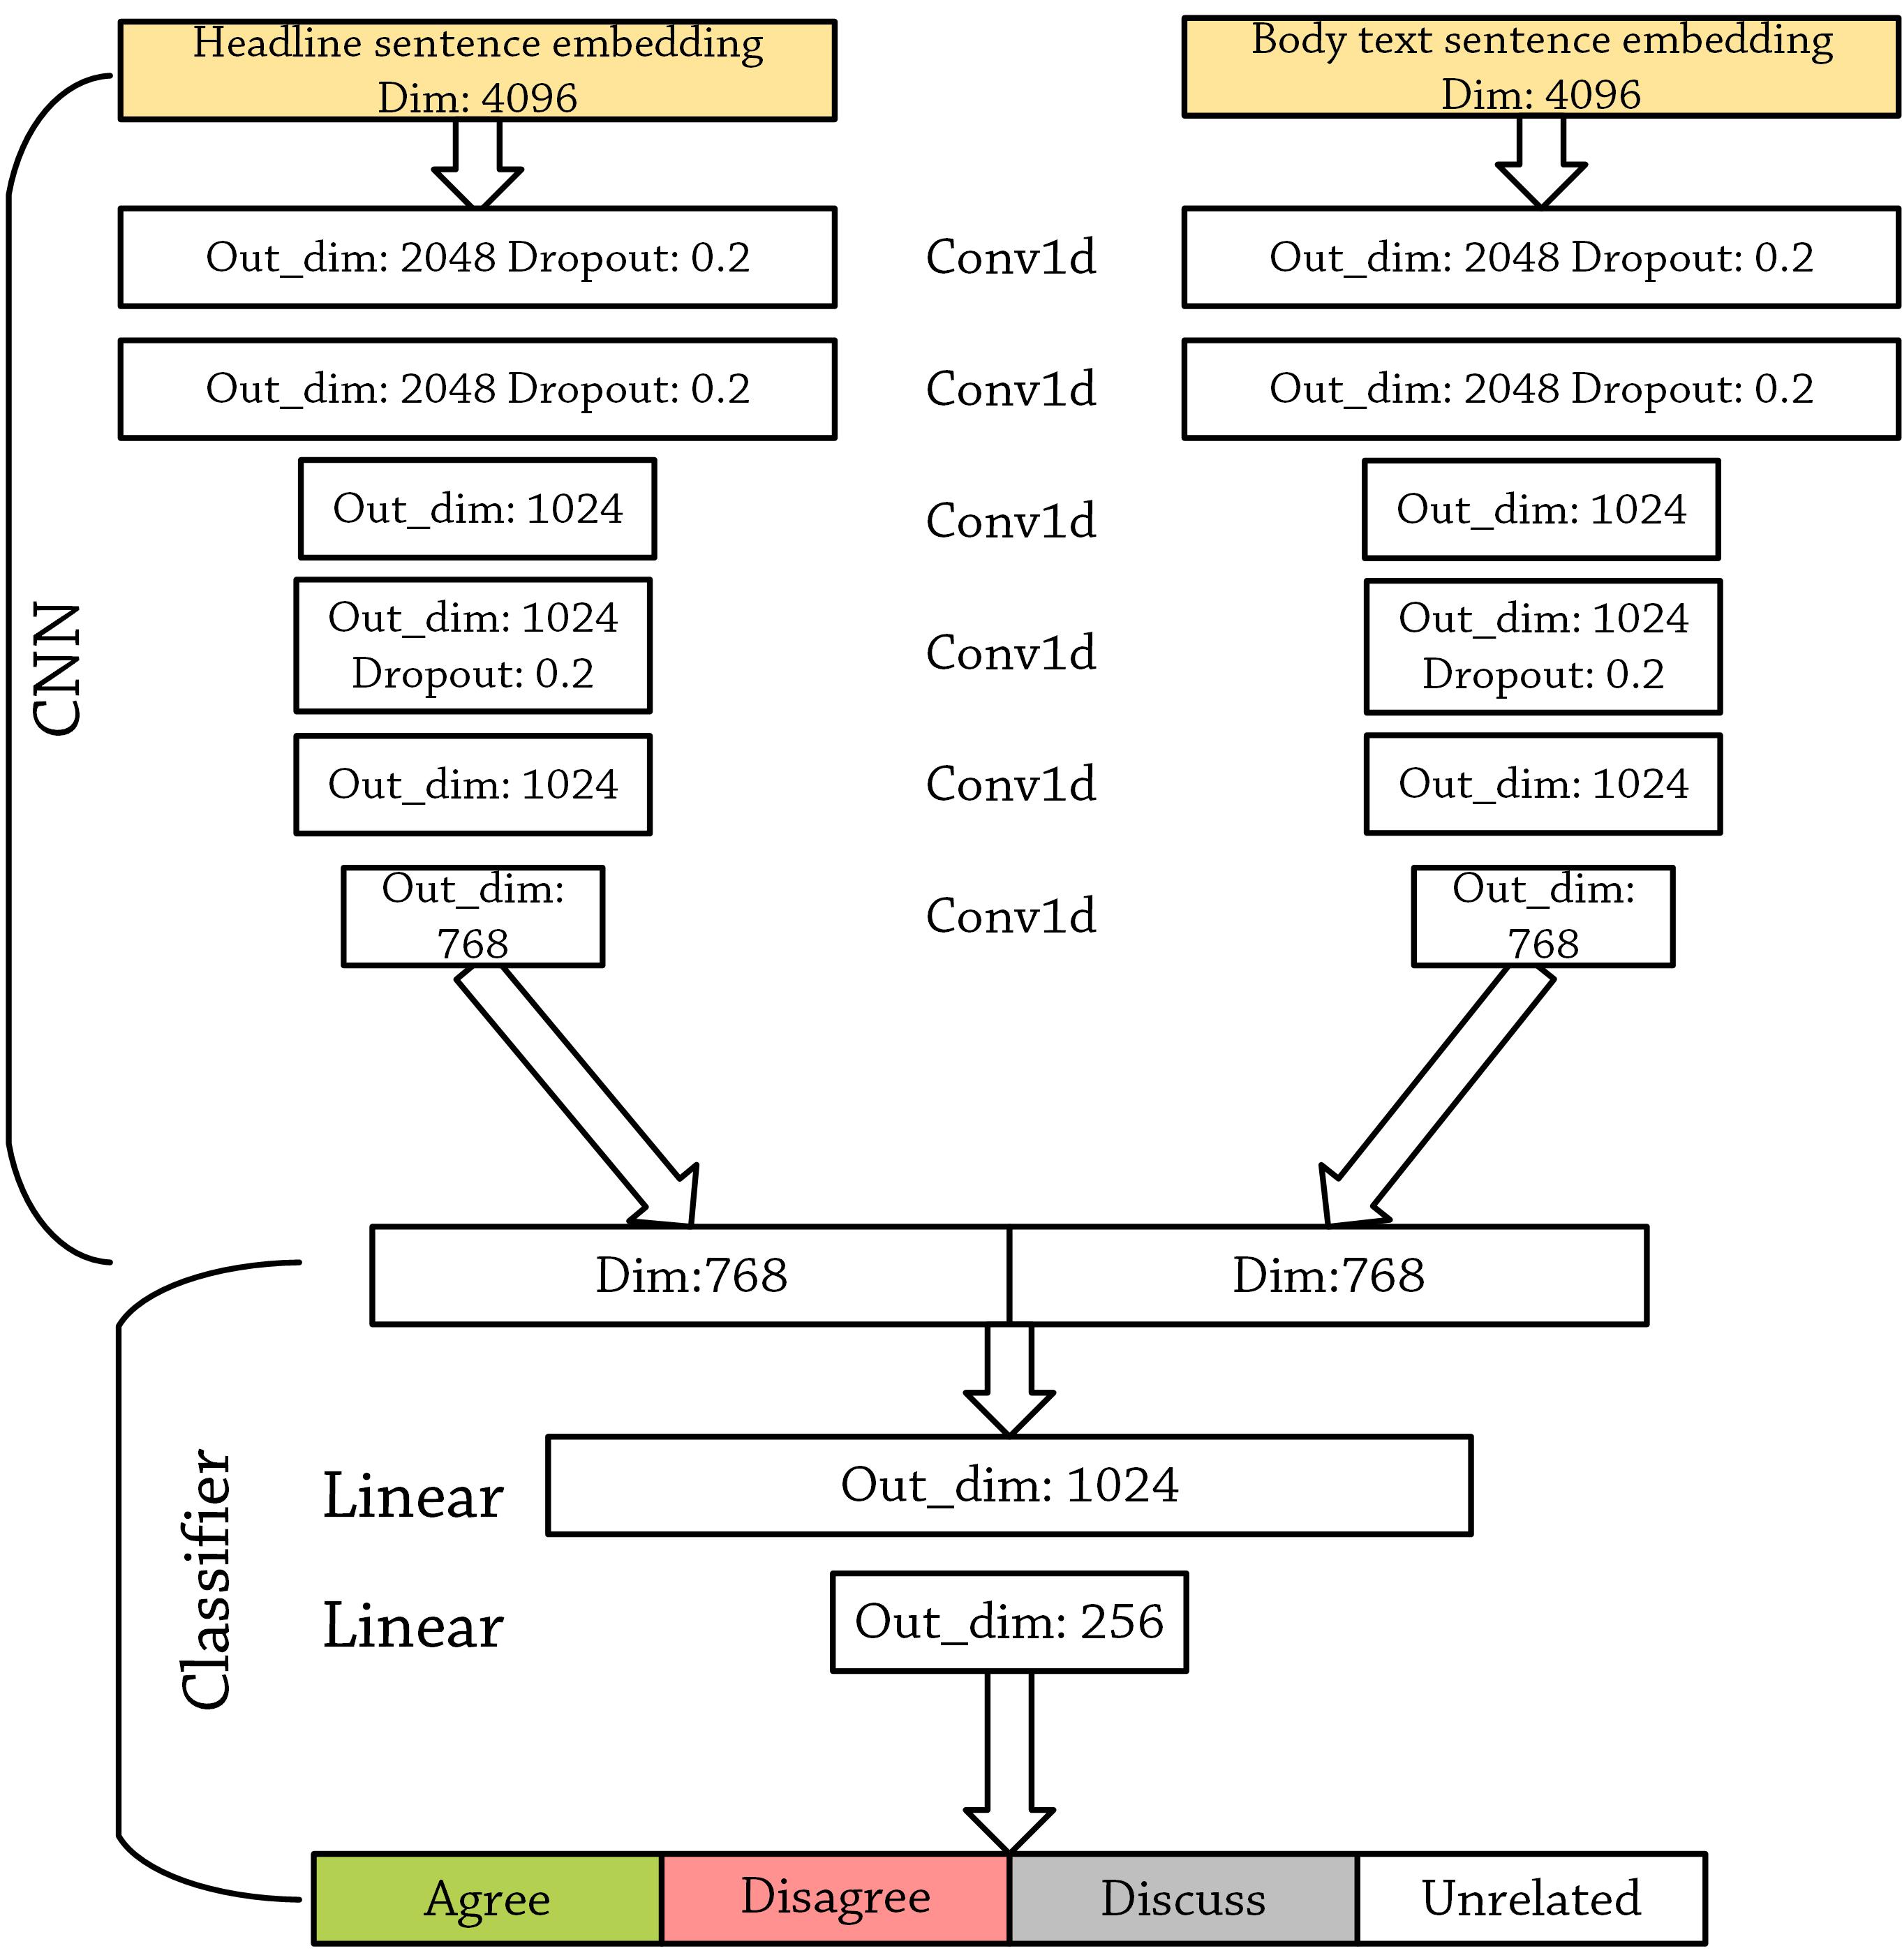 Headline sentence embedding
Dim: 4096
Body text sentence embedding
Dim: 4096
Out_dim: 2048 Dropout: 0.2
Conv1d
Out_dim: 2048 Dropout: 0.2
Out_dim: 2048 Dropout: 0.2
Conv1d
Out_dim: 2048 Dropout: 0.2
Out_dim: 1024
Conv1d
Out_dim: 1024
Out_dim: 1024
Dropout: 0.2
Conv1d
Out_dim: 1024
Dropout: 0.2
Out_dim: 1024
Conv1d
Out_dim: 1024
Out_dim:
768
Conv1d
Out_dim:
768
CNN
Dim:768
Dim:768
Linear
Out_dim: 1024
Linear
Out_dim: 256
Classifier
Agree
Disagree
Discuss
Unrelated